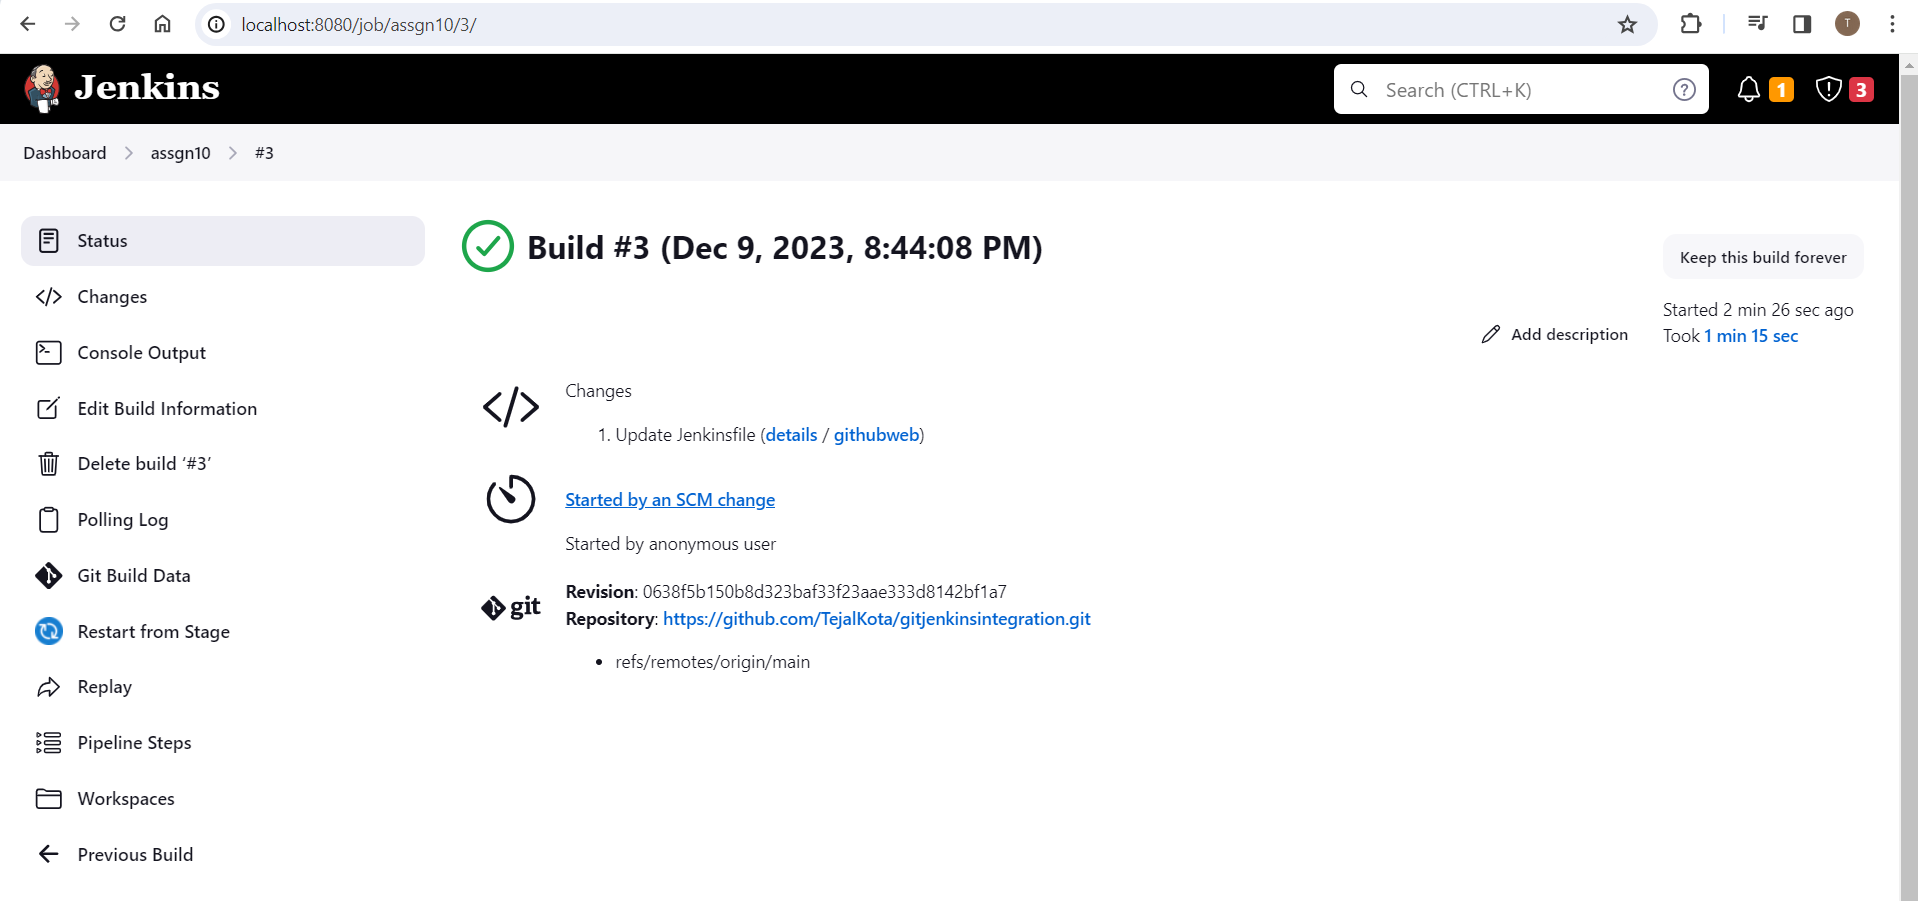 localhost:8080/job/assgn10/3/
T
Jenkins
Search (CTRL+K)
?
1
3
Dashboard > assgn10 > #3
Status
Changes
Console Output
Edit Build Information
Delete build ‘#3’
Polling Log
Git Build Data
Restart from Stage
Replay
Pipeline Steps
Workspaces
Previous Build
Build #3 (Dec 9, 2023, 8:44:08 PM)
Keep this build forever
Started 2 min 26 sec ago
Took 1 min 15 sec
Add description
Changes
1. Update Jenkinsfile (details / githubweb)
Started by an SCM change
Started by anonymous user
git
Revision: 0638f5b150b8d323baf33f23aae333d8142bf1a7
Repository: https://github.com/TejalKota/gitjenkinsintegration.git
• refs/remotes/origin/main